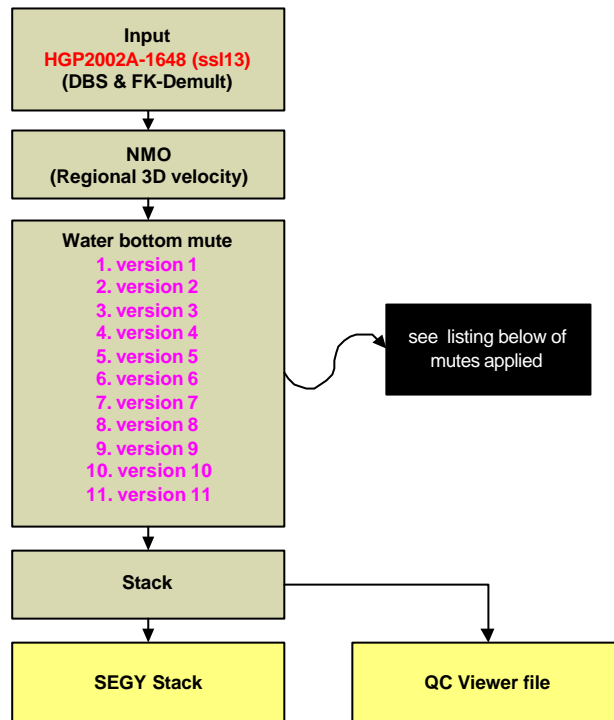 Input
HGP2002A-1648 (ssl13)
(DBS & FK-Demult)
NMO
(Regional 3D velocity)
Water bottom mute
1. version 1
2. version 2
3. version 3
4. version 4
5. version 5
6. version 6
7. version 7
8. version 8
9. version 9
10. version 10
11. version 11
see listing below of
mutes applied
Stack
SEGY Stack
QC Viewer file